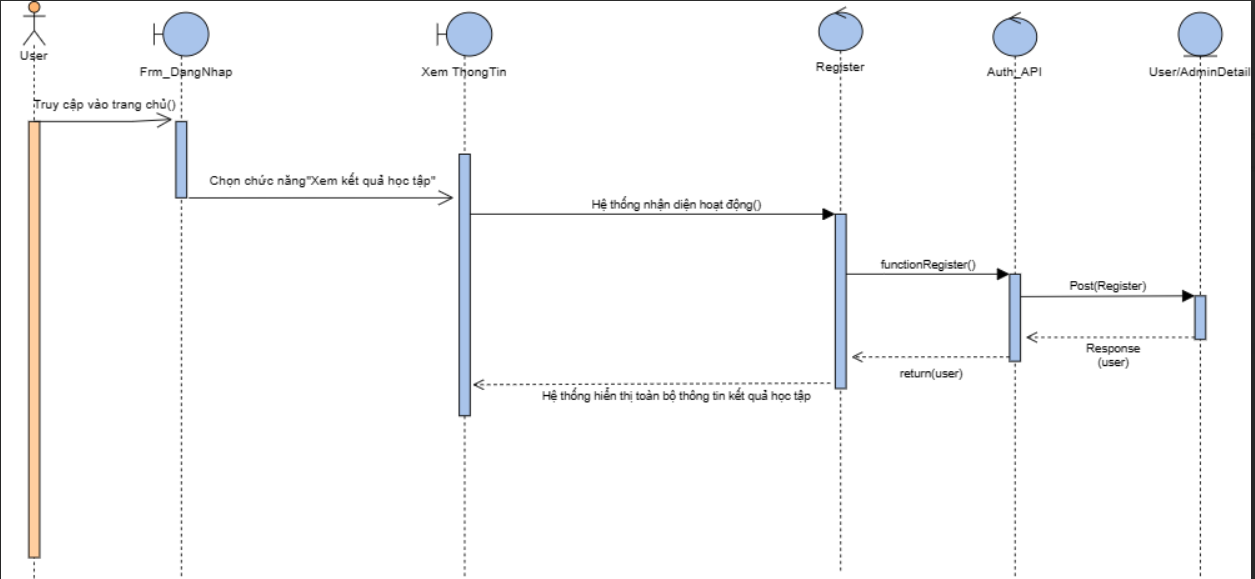 User
Frm_DangNhap
Xem ThongTin
Register
Auth_API
User/AdminDetail
Truy cập vào trang chủ()
Chọn chức năng"Xem kết quả học tập"
Hệ thống nhận diện hoạt động()
functionRegister()
Post(Register)
Response
(user)
return(user)
Hệ thống hiển thị toàn bộ thông tin kết quả học tập